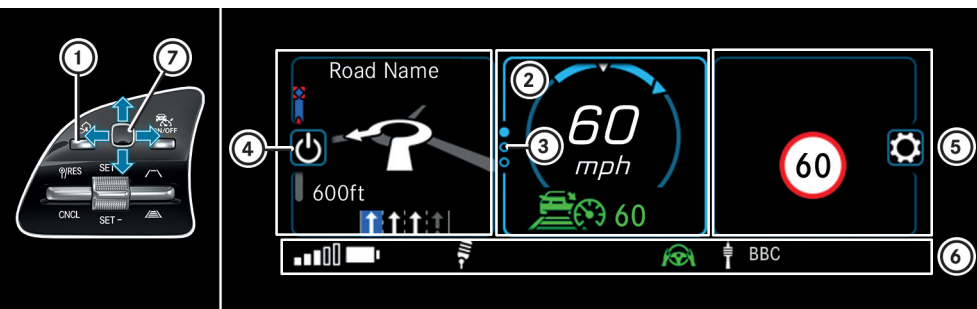 1
7
ON/OFF
/RES
SET
CNCL
SET -
Road Name
2
60
mph
3
4
600ft
60
60
5
BBC
6